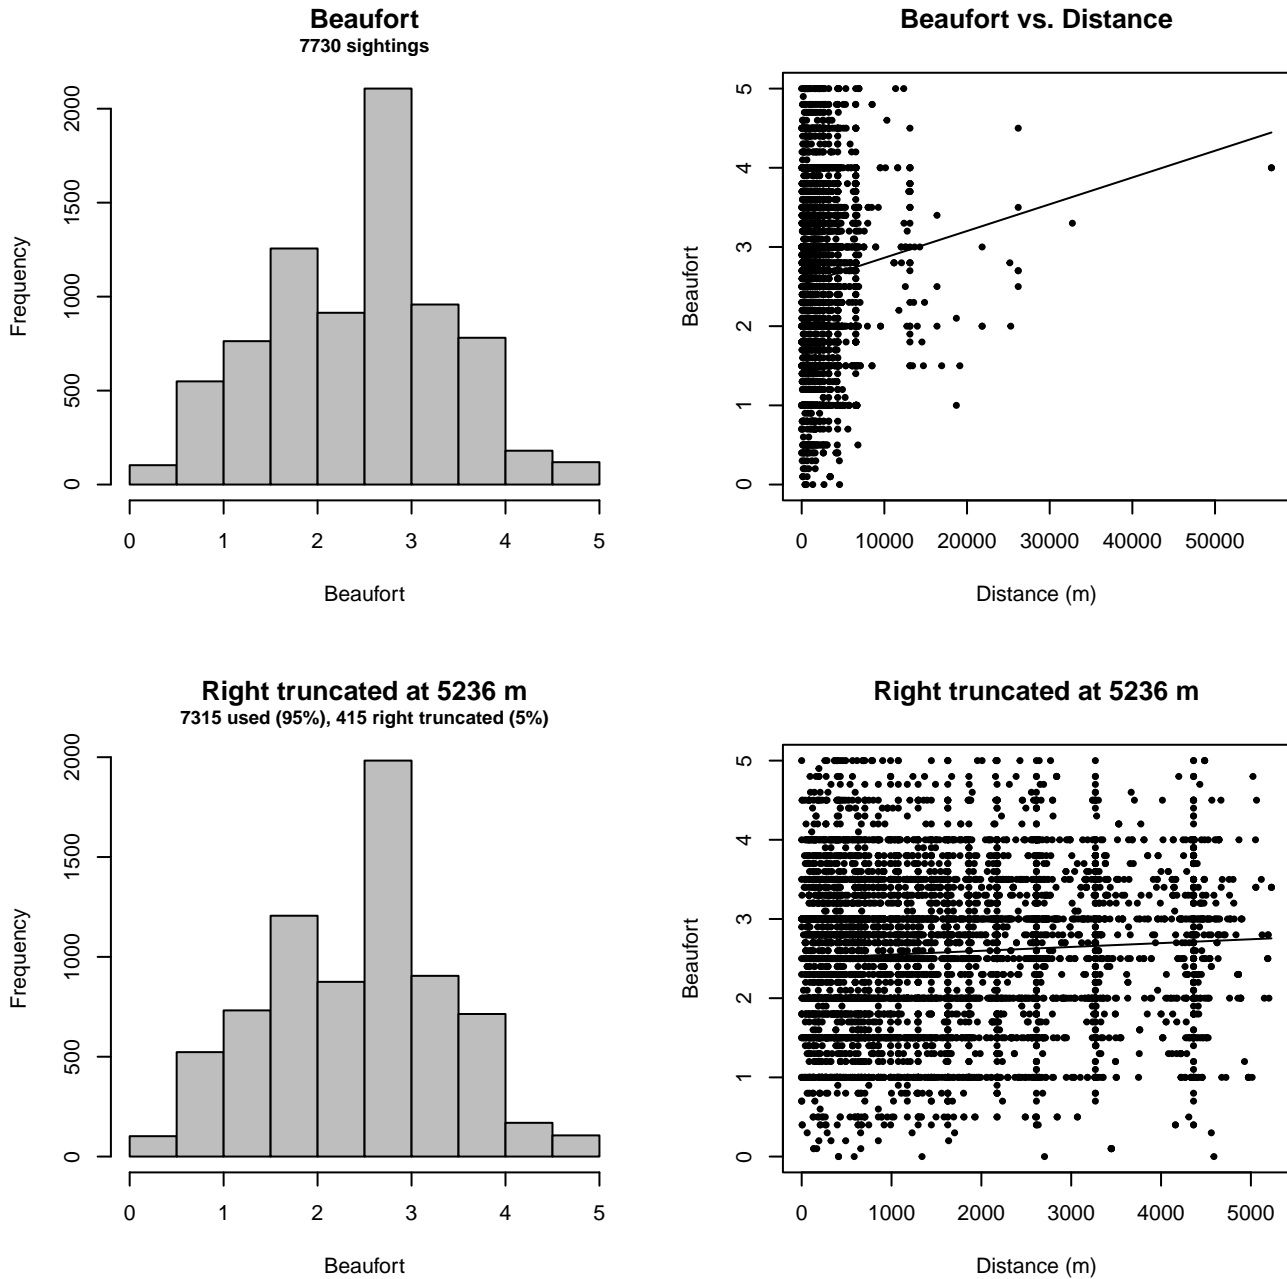 Beaufort
7730 sightings
Frequency
0 500 1000 1500 2000
0 1 2 3 4 5
Beaufort
Beaufort vs. Distance
Beaufort
0 1 2 3 4 5
0 10000 20000 30000 40000 50000
Distance (m)
Right truncated at 5236 m
7315 used (95%), 415 right truncated (5%)
Frequency
0 500 1000 1500 2000
0 1 2 3 4 5
Beaufort
Right truncated at 5236 m
Beaufort
0 1 2 3 4 5
0 1000 2000 3000 4000 5000
Distance (m)